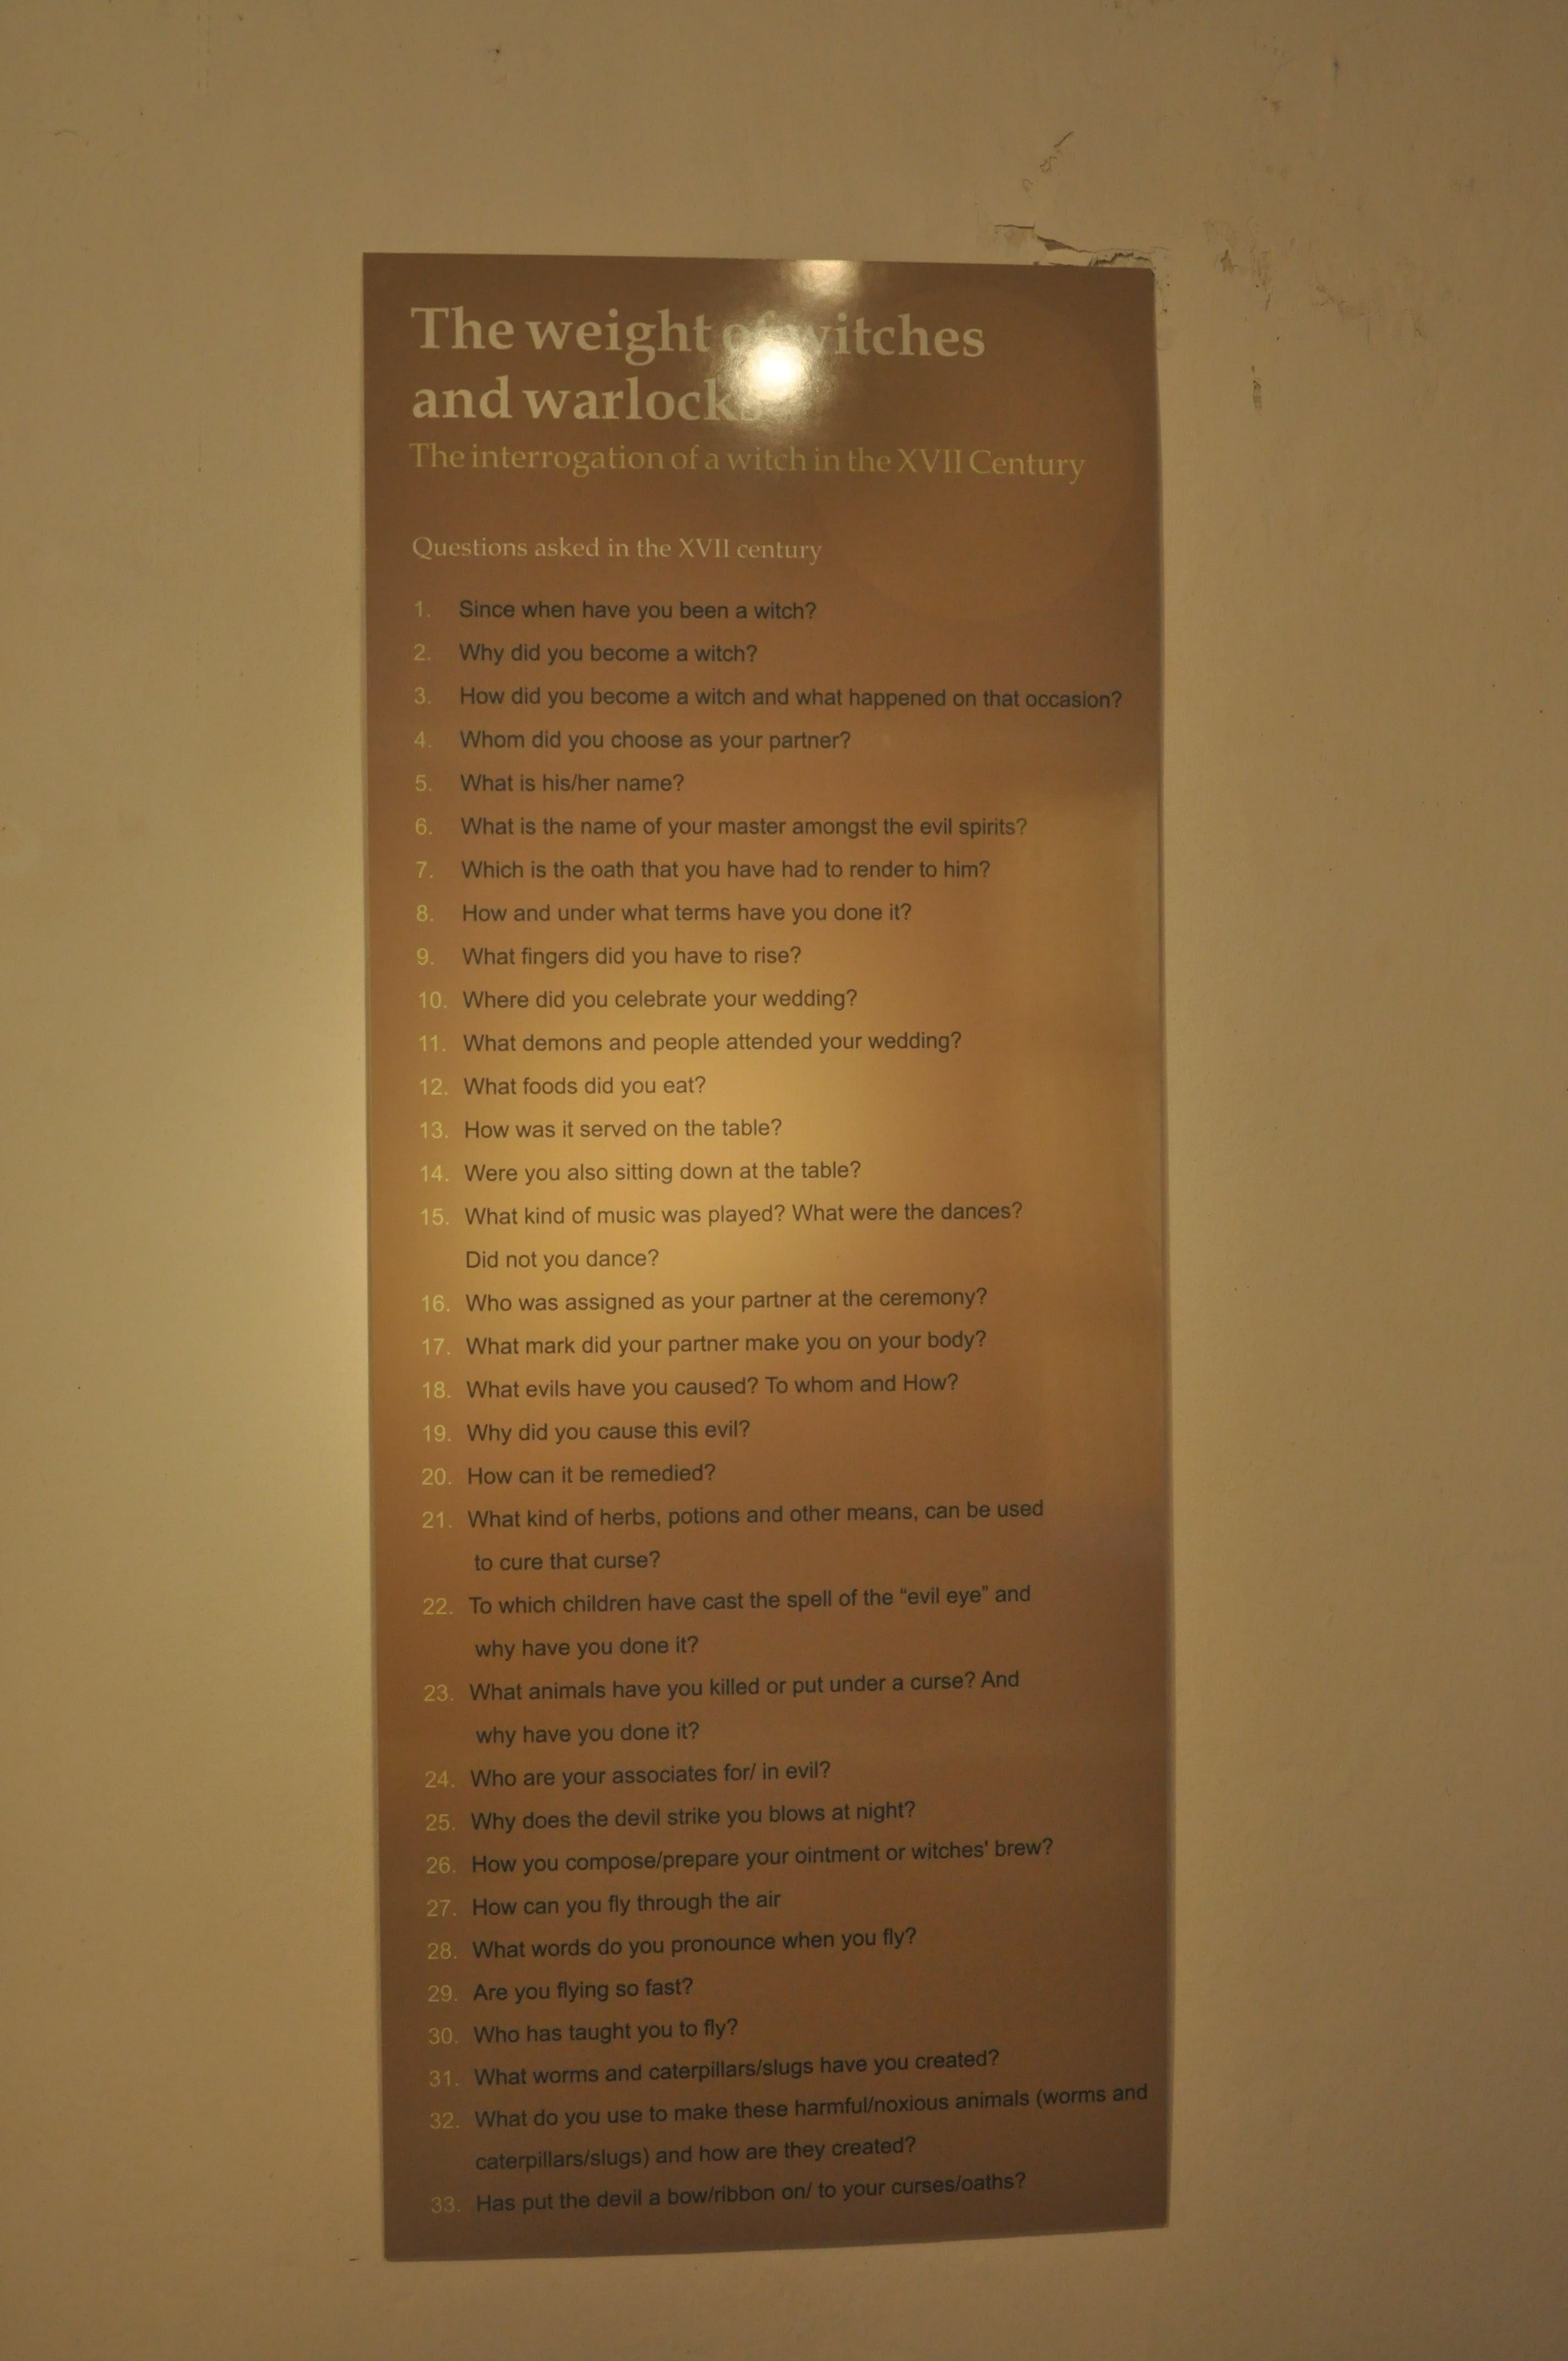 The weight of witches
and warlocks
The interrogation of a witch in the XVII Century
Questions asked in the XVII century
1. Since when have you been a witch?
2. Why did you become a witch?
3. How did you become a witch and what happened on that occasion?
4. Whom did you choose as your partner?
5. What is his/her name?
6. What is the name of your master amongst the evil spirits?
7. Which is the oath that you have had to render to him?
8. How and under what terms have you done it?
9. What fingers did you have to rise?
10. Where did you celebrate your wedding?
11. What demons and people attended your wedding?
12. What foods did you eat?
13. How was it served on the table?
14. Were you also sitting down at the table?
15. What kind of music was played? What were the dances?
Did not you dance?
16. Who was assigned as your partner at the ceremony?
17. What mark did your partner make you on your body?
18. What evils have you caused? To whom and How?
19. Why did you cause this evil?
20. How can it be remedied?
21. What kind of herbs, potions and other means, can be used
to cure that curse?
22. To which children have cast the spell of the “evil eye” and
why have you done it?
23. What animals have you killed or put under a curse? And
why have you done it?
24. Who are your associates for/ in evil?
25. Why does the devil strike you blows at night?
26. How you compose/prepare your ointment or witches' brew?
27. How can you fly through the air
28. What words do you pronounce when you fly?
29. Are you flying so fast?
30. Who has taught you to fly?
31. What worms and caterpillars/slugs have you created?
32. What do you use to make these harmful/noxious animals (worms and
caterpillars/slugs) and how are they created?
33. Has put the devil a bow/ribbon on/ to your curses/oaths?